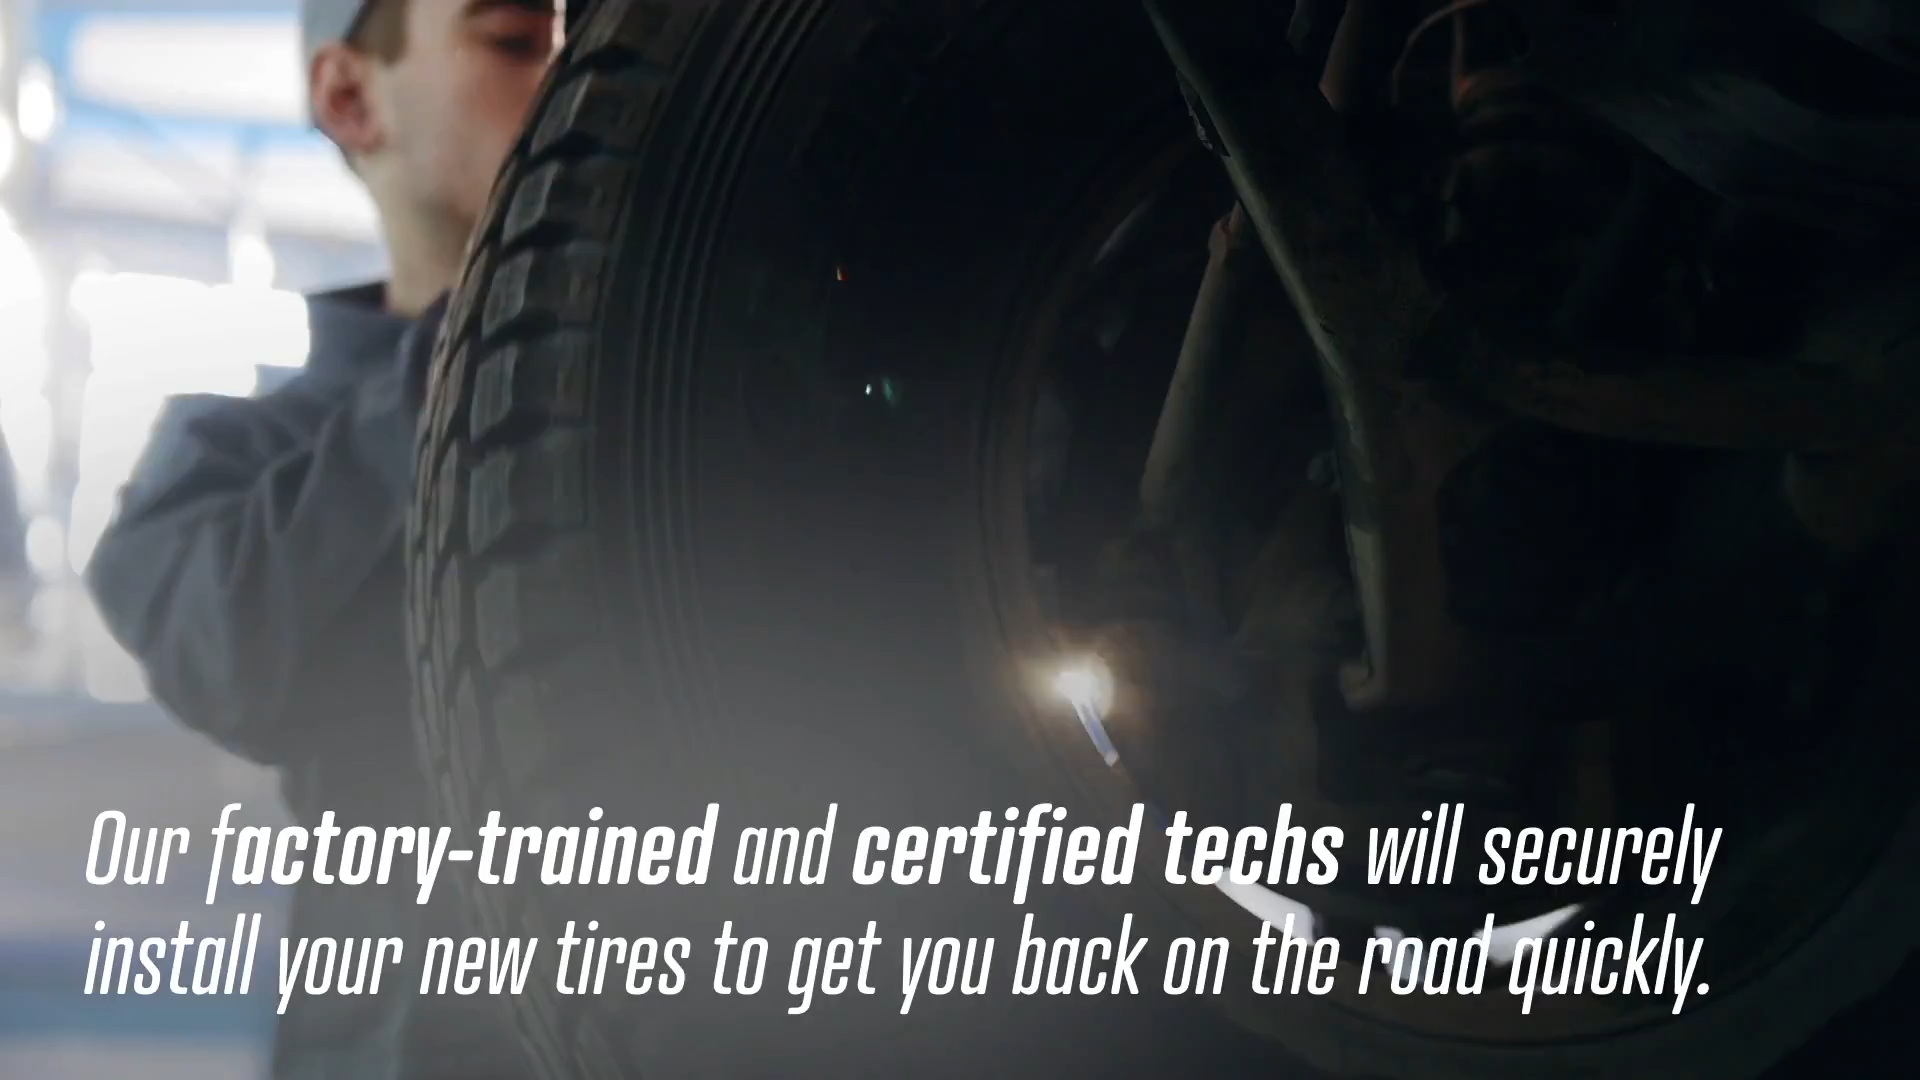 Our factory-trained and certified techs will securely
install your new tires to get you back on the road quickly.